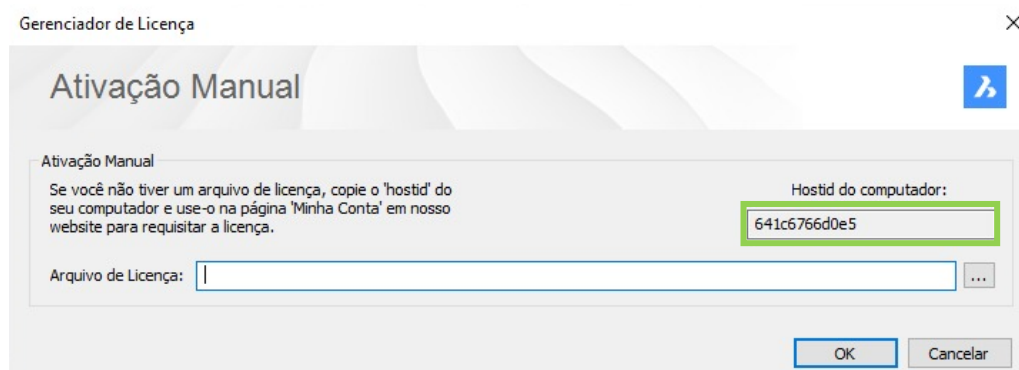 Gerenciador de Licença
Ativação Manual
Ativação Manual
Se você não tiver um arquivo de licença, copie o 'hostid' do
seu computador e use-o na página 'Minha Conta' em nosso
website para requisitar a licença.
Hostid do computador:
641c6766d0e5
Arquivo de Licença:
...
OK
Cancelar